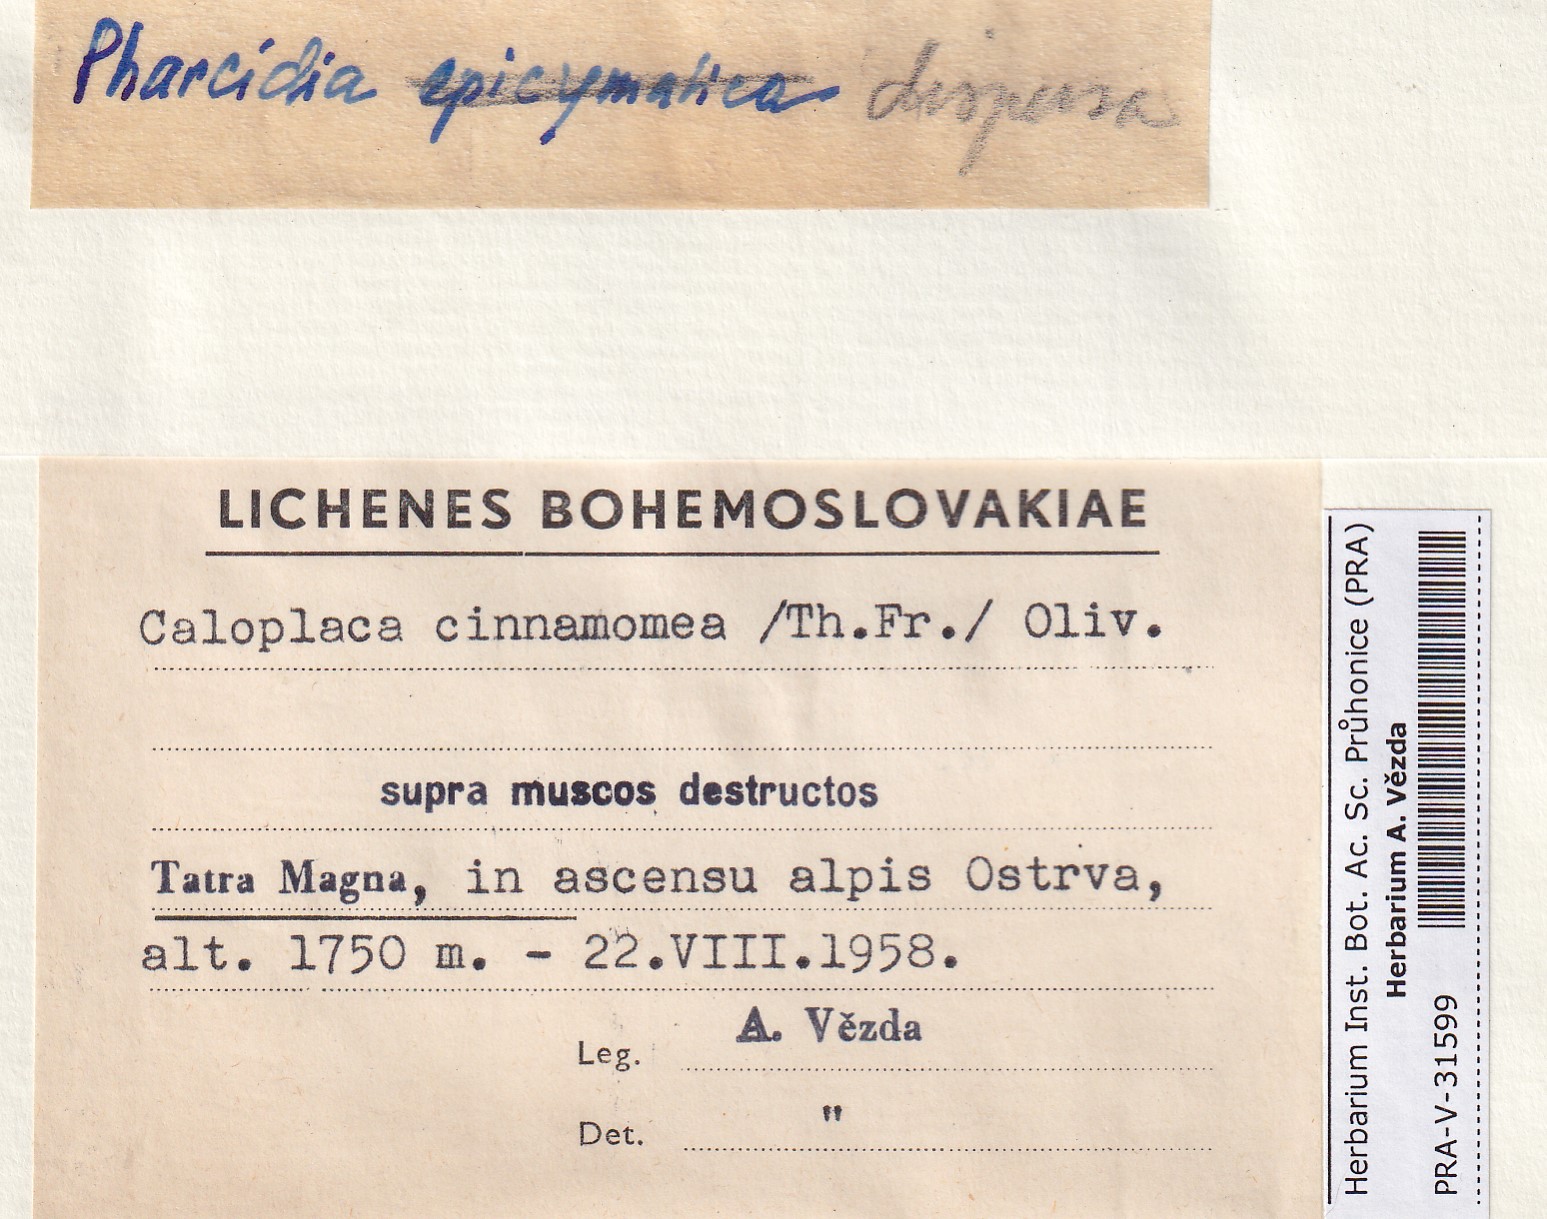 Pharcidia epicymatica dispersa
LICHENES BOHEMOSLOVAKIAE
Caloplaca cinnamomea /Th.Fr./ Oliv.
supra muscos destructos
Tatra Magna, in ascensu alpis Ostrva,
alt. 1750 m. - 22.VIII.1958.
A. Vězda
Leg.
"
Det.
Herbarium Inst. Bot. Ac. Sc. Průhonice (PRA)
Herbarium A. Vězda
PRA-V-31599